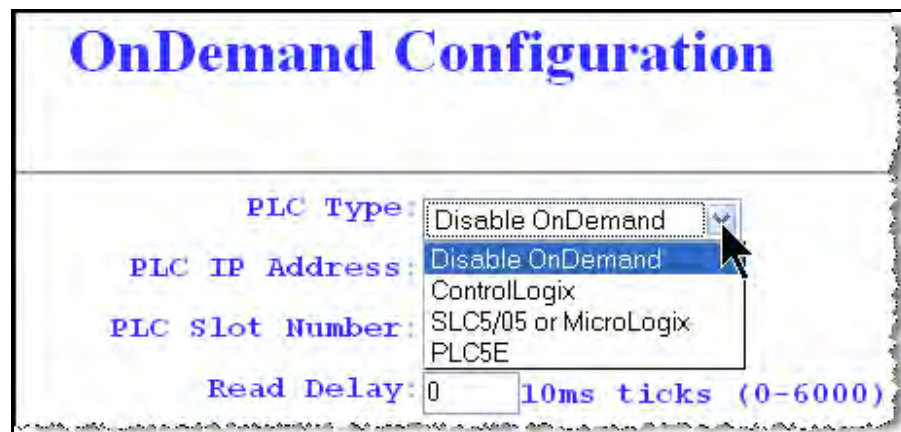 OnDemand Configuration
PLC Type: Disable OnDemand
Disable OnDemand
PLC IP Address:
ControlLogix
PLC Slot Number: SLC5/05 or MicroLogix
PLC5E
Read Delay: 0 10ms ticks (0-6000)